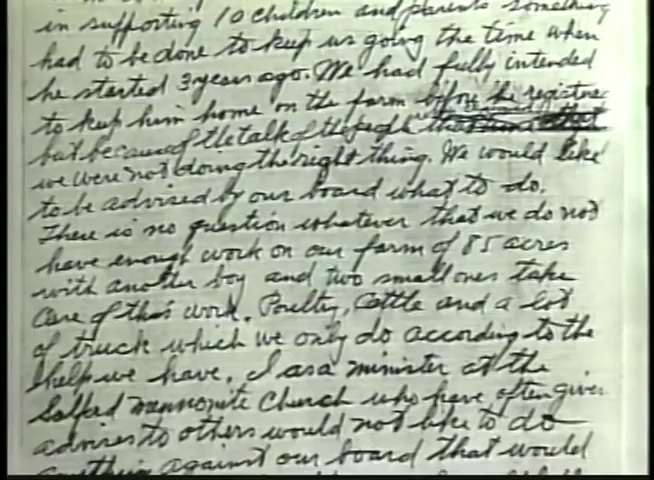 in supporting 10 children and parents something
had to be done to keep us going the time when
he started 3 years ago. We had fully intended
to keep him home on the farm before he registered
but because of the talk of the people
we were not doing the right thing. We would like
to be advised by our board what to do.
There is no question whatever that we do not
have enough work on our farm of 85 acres
with another boy and two small ones take
care of this work. Poultry, Cattle and a lot
of truck which we only do according to the
help we have. I as a minister at the
Salford Mannonite Church who have often given
advises to others would not like to do
anything against our board that would